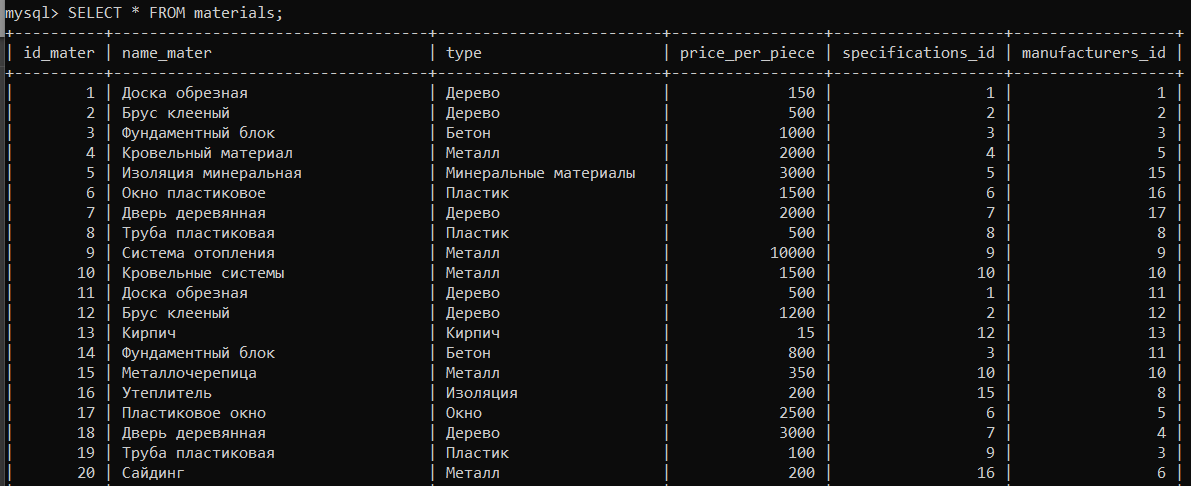 mysql> SELECT * FROM materials;
| id_mater | name_mater | type | price_per_piece | specifications_id | manufacturers_id |
| 1 | Доска обрезная | Дерево | 150 | 1 | 1 |
| 2 | Брус клееный | Дерево | 500 | 2 | 2 |
| 3 | Фундаментный блок | Бетон | 1000 | 3 | 3 |
| 4 | Кровельный материал | Металл | 2000 | 4 | 5 |
| 5 | Изоляция минеральная | Минеральные материалы | 3000 | 5 | 15 |
| 6 | Окно пластиковое | Пластик | 1500 | 6 | 16 |
| 7 | Дверь деревянная | Дерево | 2000 | 7 | 17 |
| 8 | Труба пластиковая | Пластик | 500 | 8 | 8 |
| 9 | Система отопления | Металл | 10000 | 9 | 9 |
| 10 | Кровельные системы | Металл | 1500 | 10 | 10 |
| 11 | Доска обрезная | Дерево | 500 | 1 | 11 |
| 12 | Брус клееный | Дерево | 1200 | 2 | 12 |
| 13 | Кирпич | Кирпич | 15 | 12 | 13 |
| 14 | Фундаментный блок | Бетон | 800 | 3 | 11 |
| 15 | Металлочерепица | Металл | 350 | 10 | 10 |
| 16 | Утеплитель | Изоляция | 200 | 15 | 8 |
| 17 | Пластиковое окно | Окно | 2500 | 6 | 5 |
| 18 | Дверь деревянная | Дерево | 3000 | 7 | 4 |
| 19 | Труба пластиковая | Пластик | 100 | 9 | 3 |
| 20 | Сайдинг | Металл | 200 | 16 | 6 |